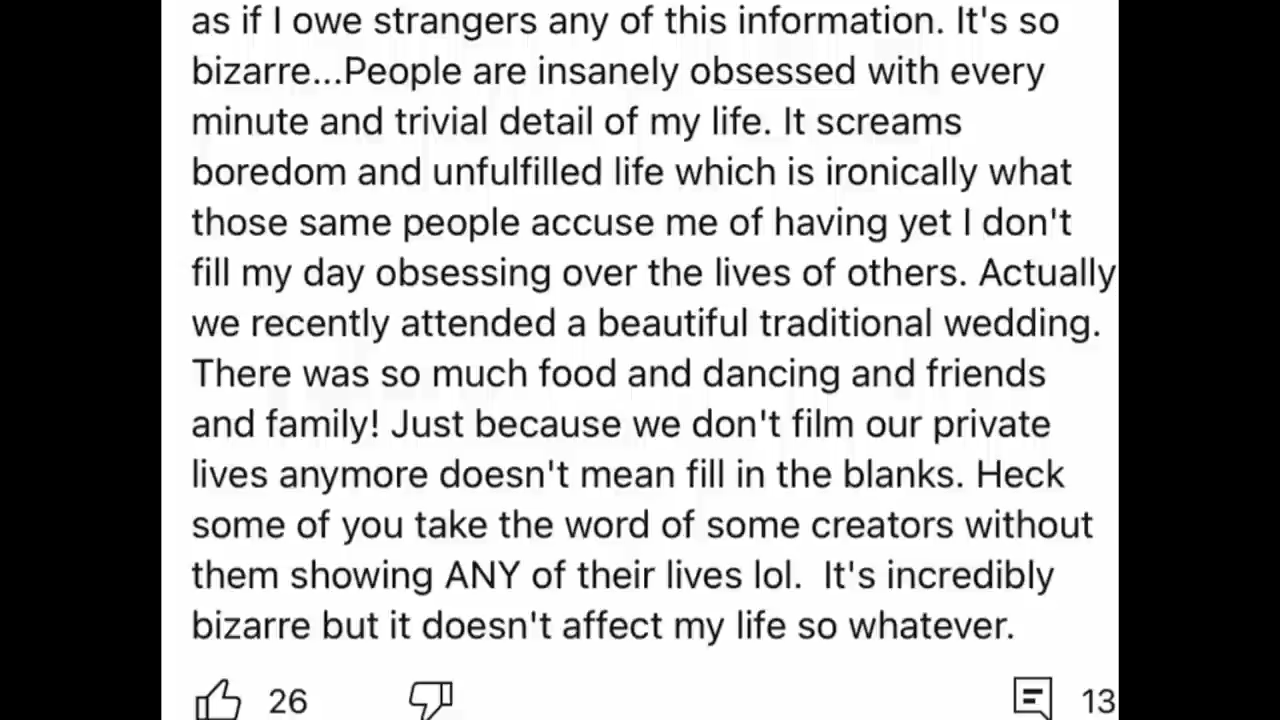 as if I owe strangers any of this information. It's so
bizarre...People are insanely obsessed with every
minute and trivial detail of my life. It screams
boredom and unfulfilled life which is ironically what
those same people accuse me of having yet I don't
fill my day obsessing over the lives of others. Actually
we recently attended a beautiful traditional wedding.
There was so much food and dancing and friends
and family! Just because we don't film our private
lives anymore doesn't mean fill in the blanks. Heck
some of you take the word of some creators without
them showing ANY of their lives lol.  It's incredibly
bizarre but it doesn't affect my life so whatever.
26 13